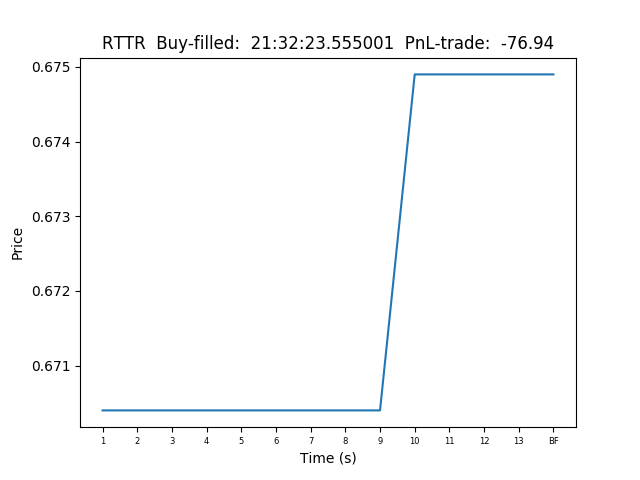 RTTR  Buy-filled:  21:32:23.555001  PnL-trade:  -76.94
0.675
0.674
0.673
0.672
0.671
Price
1 2 3 4 5 6 7 8 9 10 11 12 13 BF
Time (s)